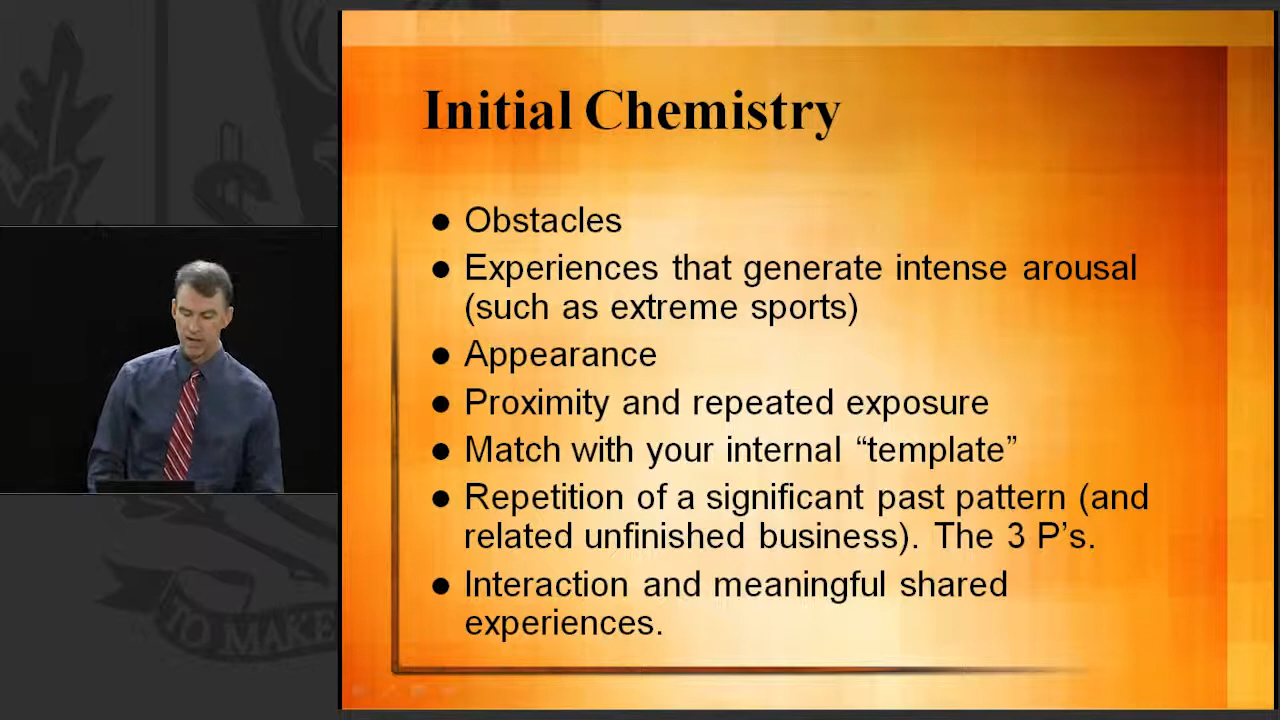 Initial Chemistry
● Obstacles
● Experiences that generate intense arousal
(such as extreme sports)
● Appearance
● Proximity and repeated exposure
● Match with your internal “template”
● Repetition of a significant past pattern (and
related unfinished business). The 3 P’s.
● Interaction and meaningful shared
experiences.
TO MAKE